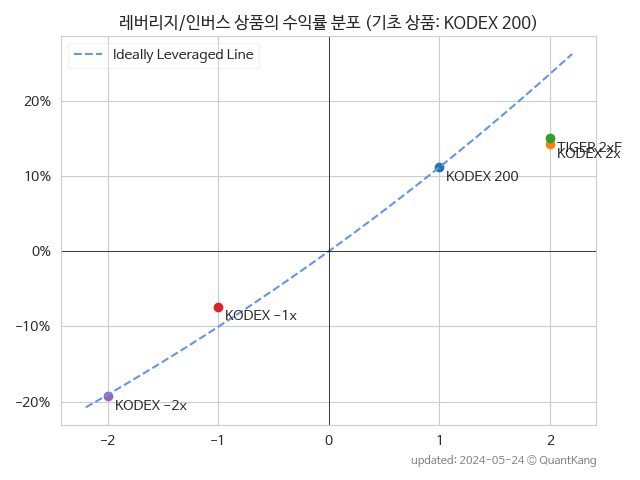 레버리지/인버스 상품의 수익률 분포 (기초 상품: KODEX 200)
Ideally Leveraged Line
20%
10%
0%
−10%
−20%
TIGER 2xF
KODEX 2x
KODEX 200
KODEX −1x
KODEX −2x
−2
−1
0
1
2
updated: 2024-05-24 © QuantKang